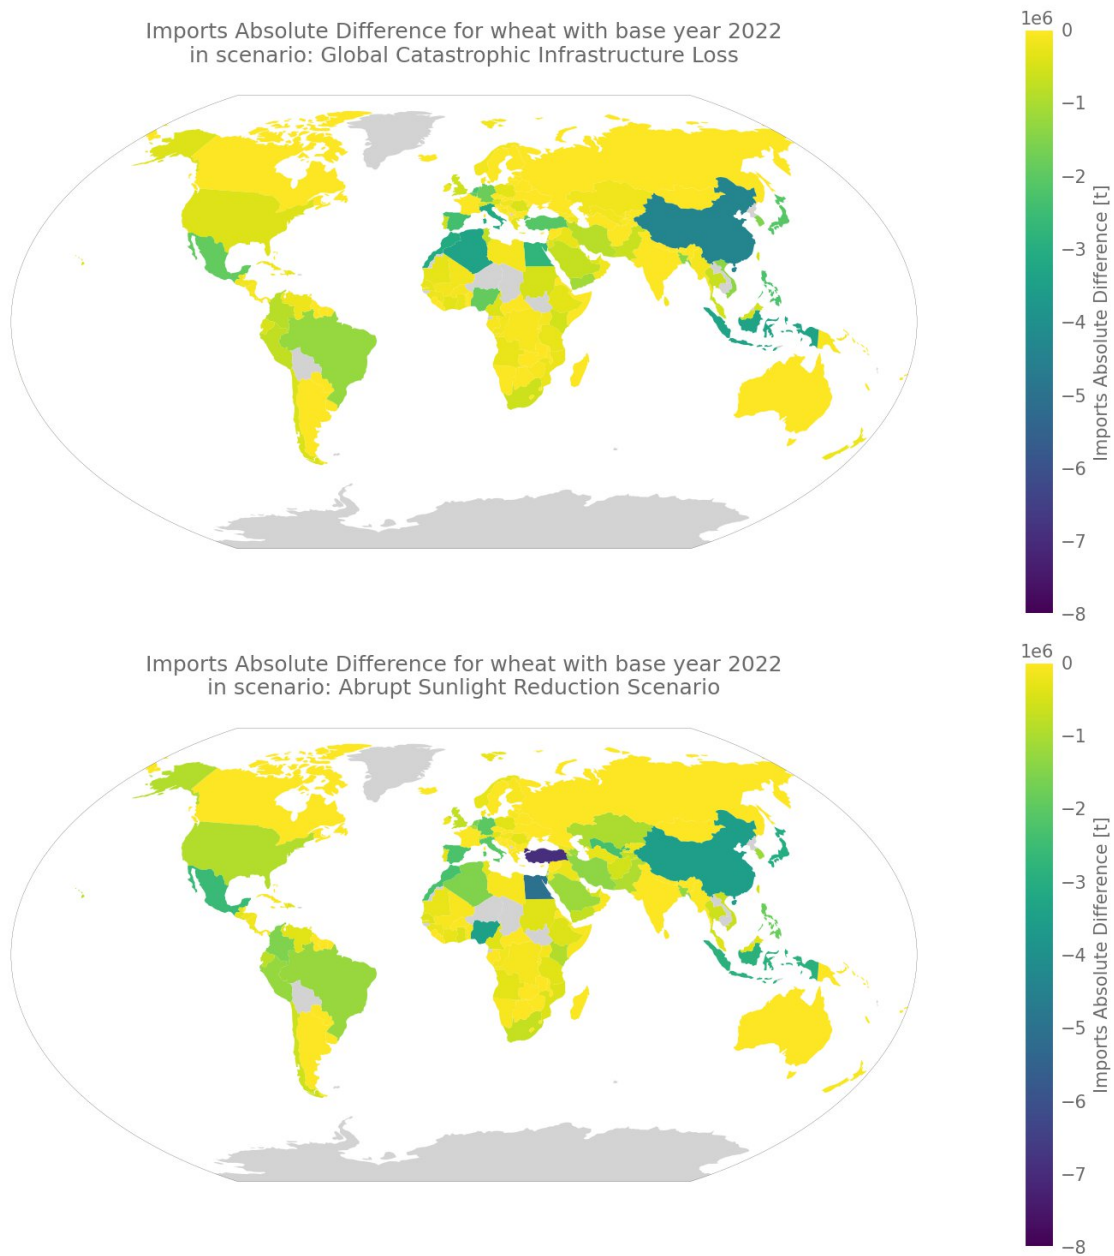 Imports Absolute Difference for wheat with base year 2022
in scenario: Global Catastrophic Infrastructure Loss
1e6
0
−1
−2
−3
−4
−5
−6
−7
−8
Imports Absolute Difference [t]
Imports Absolute Difference for wheat with base year 2022
in scenario: Abrupt Sunlight Reduction Scenario
1e6
0
−1
−2
−3
−4
−5
−6
−7
−8
Imports Absolute Difference [t]